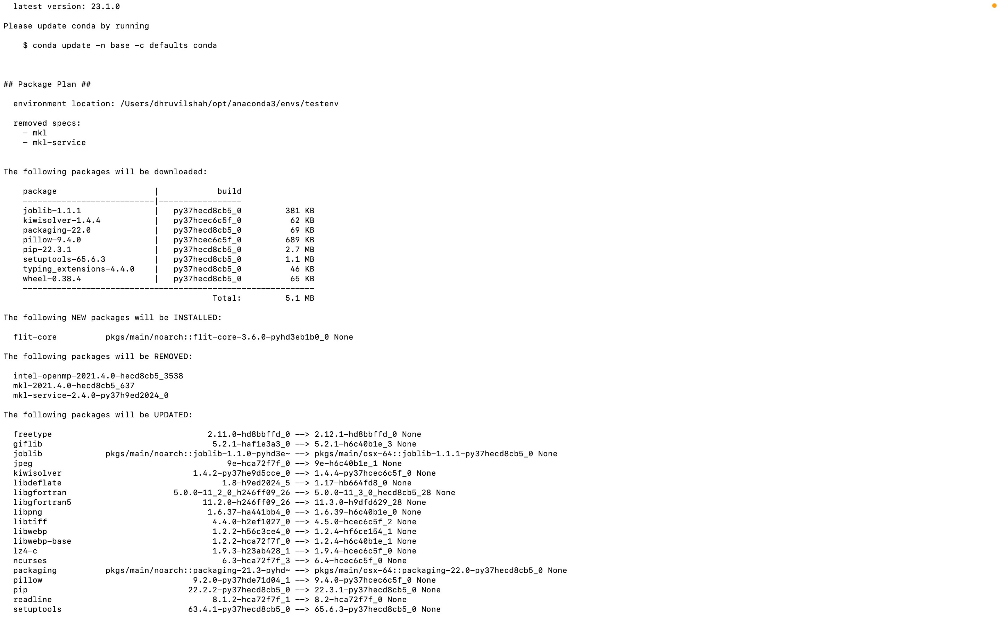 latest version: 23.1.0
Please update conda by running
$ conda update -n base -c defaults conda
## Package Plan ##
environment location: /Users/dhruvilshah/opt/anaconda3/envs/testenv
removed specs:
- mkl
- mkl-service
The following packages will be downloaded:
package | build
---------------------------|-----------------
joblib-1.1.1 | py37hecd8cb5_0 381 KB
kiwisolver-1.4.4 | py37hcec6c5f_0 62 KB
packaging-22.0 | py37hecd8cb5_0 69 KB
pillow-9.4.0 | py37hcec6c5f_0 689 KB
pip-22.3.1 | py37hecd8cb5_0 2.7 MB
setuptools-65.6.3 | py37hecd8cb5_0 1.1 MB
typing_extensions-4.4.0 | py37hecd8cb5_0 46 KB
wheel-0.38.4 | py37hecd8cb5_0 65 KB
------------------------------------------------------------
Total: 5.1 MB
The following NEW packages will be INSTALLED:
flit-core pkgs/main/noarch::flit-core-3.6.0-pyhd3eb1b0_0 None
The following packages will be REMOVED:
intel-openmp-2021.4.0-hecd8cb5_3538
mkl-2021.4.0-hecd8cb5_637
mkl-service-2.4.0-py37h9ed2024_0
The following packages will be UPDATED:
freetype 2.11.0-hd8bbffd_0 --> 2.12.1-hd8bbffd_0 None
giflib 5.2.1-haf1e3a3_0 --> 5.2.1-h6c40b1e_3 None
joblib pkgs/main/noarch::joblib-1.1.0-pyhd3e~ --> pkgs/main/osx-64::joblib-1.1.1-py37hecd8cb5_0 None
jpeg 9e-hca72f7f_0 --> 9e-h6c40b1e_1 None
kiwisolver 1.4.2-py37he9d5cce_0 --> 1.4.4-py37hcec6c5f_0 None
libdeflate 1.8-h9ed2024_5 --> 1.17-hb664fd8_0 None
libgfortran 5.0.0-11_2_0_h246ff09_26 --> 5.0.0-11_3_0_hecd8cb5_28 None
libgfortran5 11.2.0-h246ff09_26 --> 11.3.0-h9dfd629_28 None
libpng 1.6.37-ha441bb4_0 --> 1.6.39-h6c40b1e_0 None
libtiff 4.4.0-h2ef1027_0 --> 4.5.0-hcec6c5f_2 None
libwebp 1.2.2-h56c3ce4_0 --> 1.2.4-hf6ce154_1 None
libwebp-base 1.2.2-hca72f7f_0 --> 1.2.4-h6c40b1e_1 None
lz4-c 1.9.3-h23ab428_1 --> 1.9.4-hcec6c5f_0 None
ncurses 6.3-hca72f7f_3 --> 6.4-hcec6c5f_0 None
packaging pkgs/main/noarch::packaging-21.3-pyhd~ --> pkgs/main/osx-64::packaging-22.0-py37hecd8cb5_0 None
pillow 9.2.0-py37hde71d04_1 --> 9.4.0-py37hcec6c5f_0 None
pip 22.2.2-py37hecd8cb5_0 --> 22.3.1-py37hecd8cb5_0 None
readline 8.1.2-hca72f7f_1 --> 8.2-hca72f7f_0 None
setuptools 63.4.1-py37hecd8cb5_0 --> 65.6.3-py37hecd8cb5_0 None